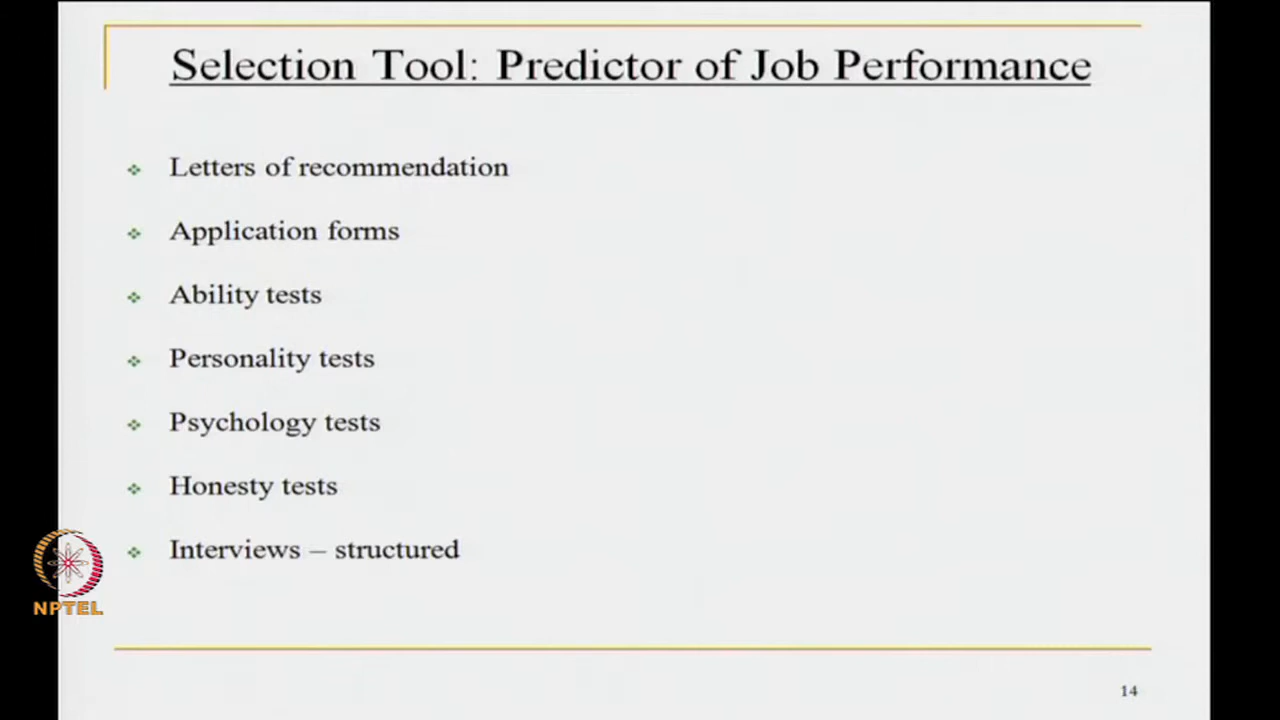 Selection Tool: Predictor of Job Performance
Letters of recommendation
Application forms
Ability tests
Personality tests
Psychology tests
Honesty tests
Interviews – structured
NPTEL
14